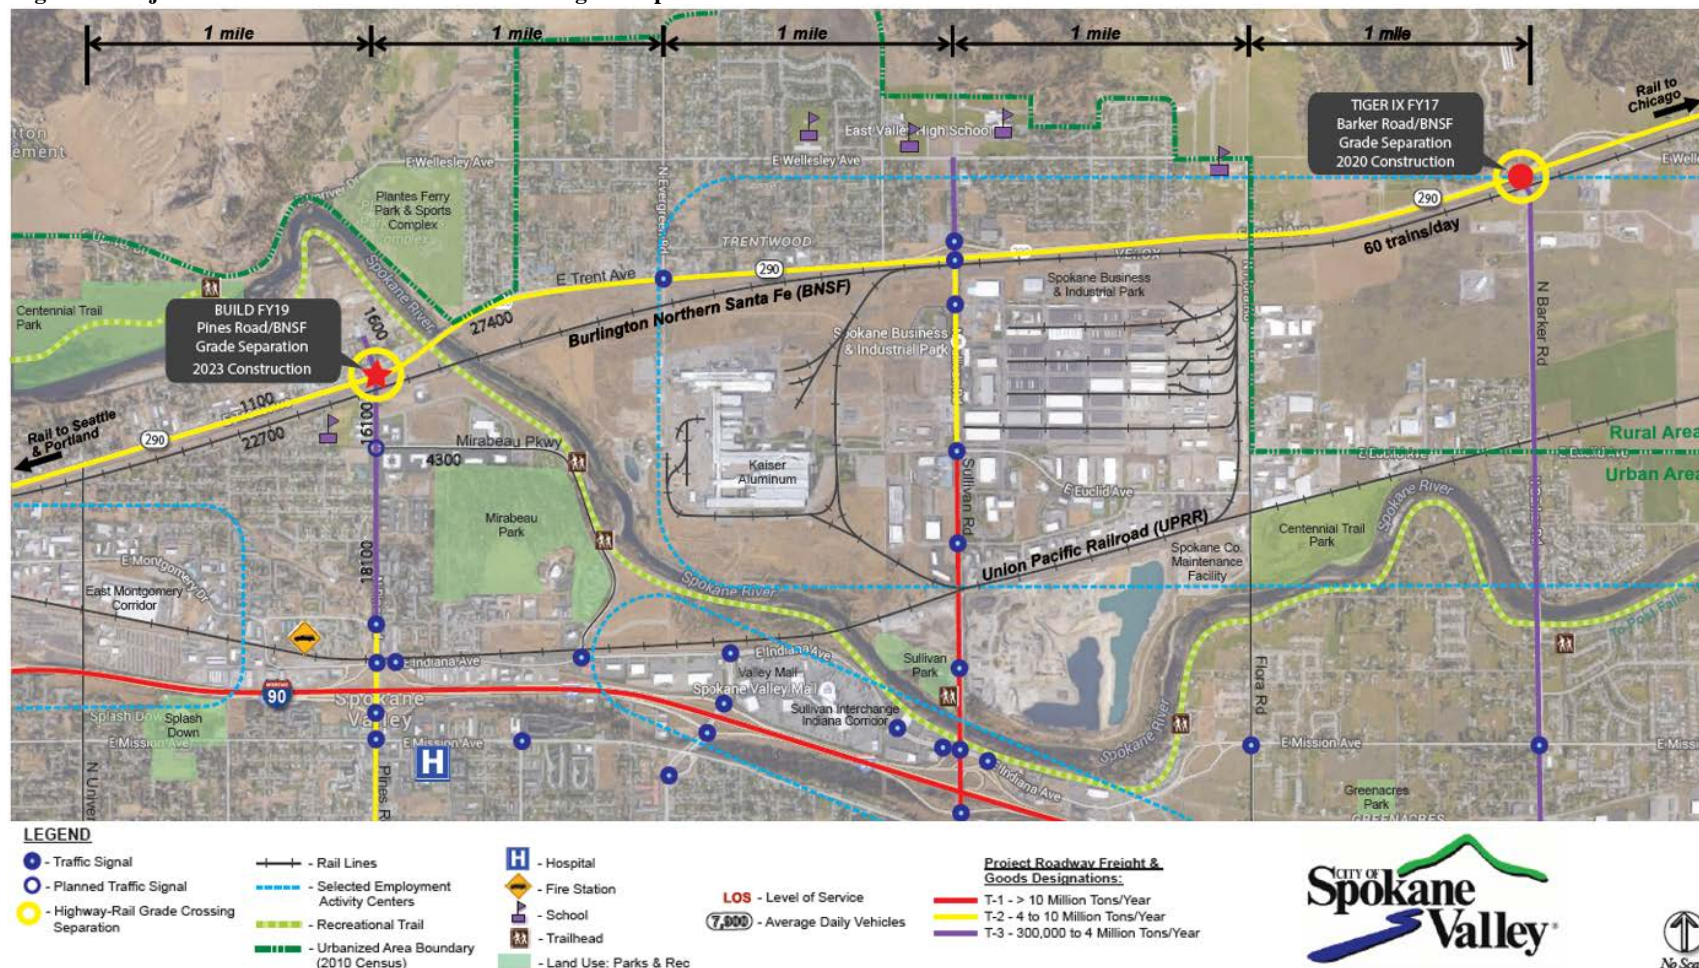 1 mile
1 mile
1 mile
1 mile
1 mile
Rail to
Chicago
TIGER IX FY17
Barker Road/BNSF
Grade Separation
2020 Construction
East Valley High School
E Wellesley Ave
E Wellesley Ave
Plantes Ferry
Park & Sports
Complex
N Evergreen Rd
TRENTWOOD
290
E Trent Ave
290
60 trains/day
Spokane River
Centennial Trail
Park
BUILD FY19
Pines Road/BNSF
Grade Separation
2023 Construction
1600
27400
Burlington Northern Santa Fe (BNSF)
Spokane Business
& Industrial Park
Spokane Business
& Industrial Park
N Barker Rd
1100
22700
16100
290
Rail to Seattle
& Portland
Mirabeau Pkwy
4300
Kaiser
Aluminum
Sullivan Rd
E Euclid Ave
Rural Area
E Euclid Ave
E Euclid Ave
Urban Area
Mirabeau
Park
18100
E Montgomery Dr
East Montgomery
Corridor
Union Pacific Railroad (UPRR)
Spokane Co.
Maintenance
Facility
Centennial Trail
Park
Spokane River
Spokane River
E Indiana Ave
E Indiana Ave
Valley Mall
Spokane Valley Mall
Sullivan
Park
Flora Rd
90
Spokane
Valley
Splash
Down
Sullivan Interchange
Indiana Corridor
E Mission Ave
E Mission Ave
H
Spokane River
E Indiana Ave
E Mission Ave
Greenacres
Park
GREENACRES
Pines R
N Univer
LEGEND
- Traffic Signal
- Planned Traffic Signal
- Highway-Rail Grade Crossing
Separation
- Rail Lines
- Selected Employment
Activity Centers
- Recreational Trail
- Urbanized Area Boundary
(2010 Census)
H - Hospital
- Fire Station
- School
- Trailhead
- Land Use: Parks & Rec
LOS - Level of Service
7,900 - Average Daily Vehicles
Project Roadway Freight &
Goods Designations:
T-1 - > 10 Million Tons/Year
T-2 - 4 to 10 Million Tons/Year
T-3 - 300,000 to 4 Million Tons/Year
CITY OF
Spokane
Valley
No Sca